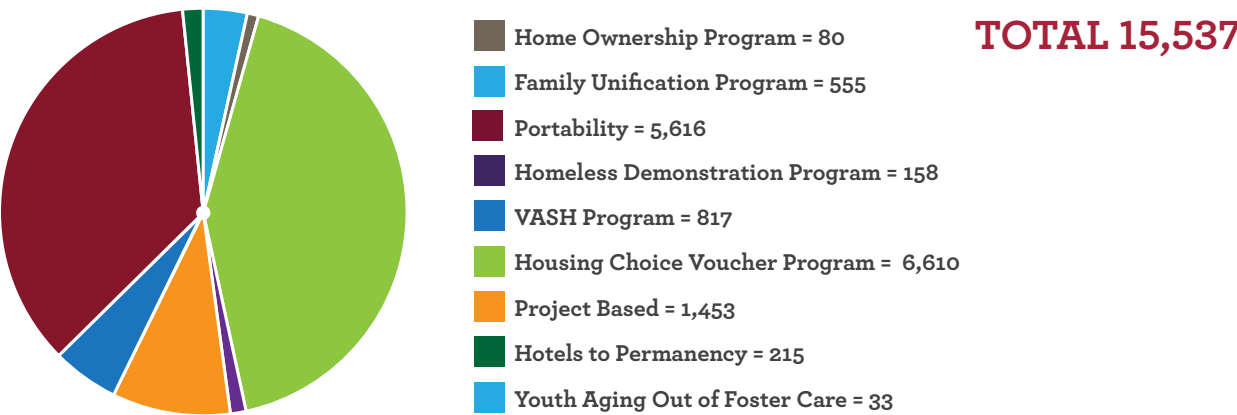 TOTAL 15,537
Home Ownership Program = 80
Family Unification Program = 555
Portability = 5,616
Homeless Demonstration Program = 158
VASH Program = 817
Housing Choice Voucher Program = 6,610
Project Based = 1,453
Hotels to Permanency = 215
Youth Aging Out of Foster Care = 33